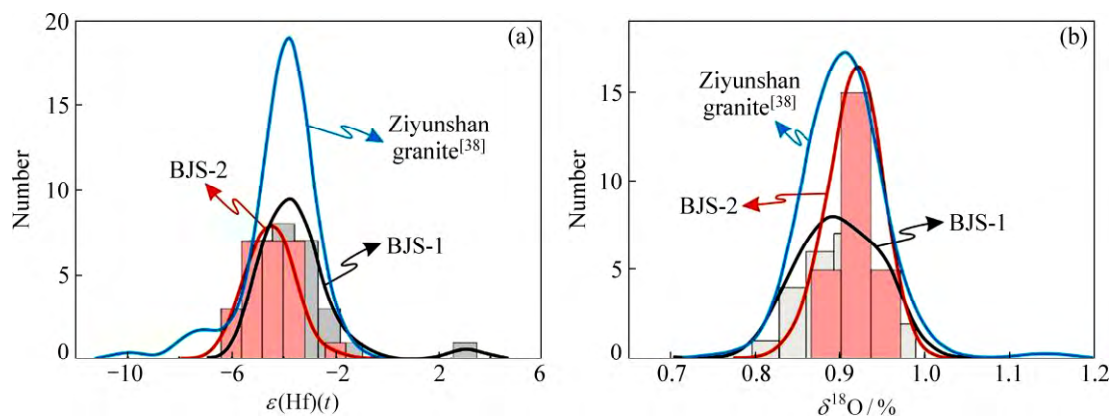 (a)
20
15
10
5
0
Number
Ziyunshan
granite[38]
BJS-2
BJS-1
−10
−6
−2
2
6
ε(Hf)(t)
(b)
15
10
5
0
Number
Ziyunshan
granite[38]
BJS-2
BJS-1
0.7
0.8
0.9
1.0
1.1
1.2
δ18O/%